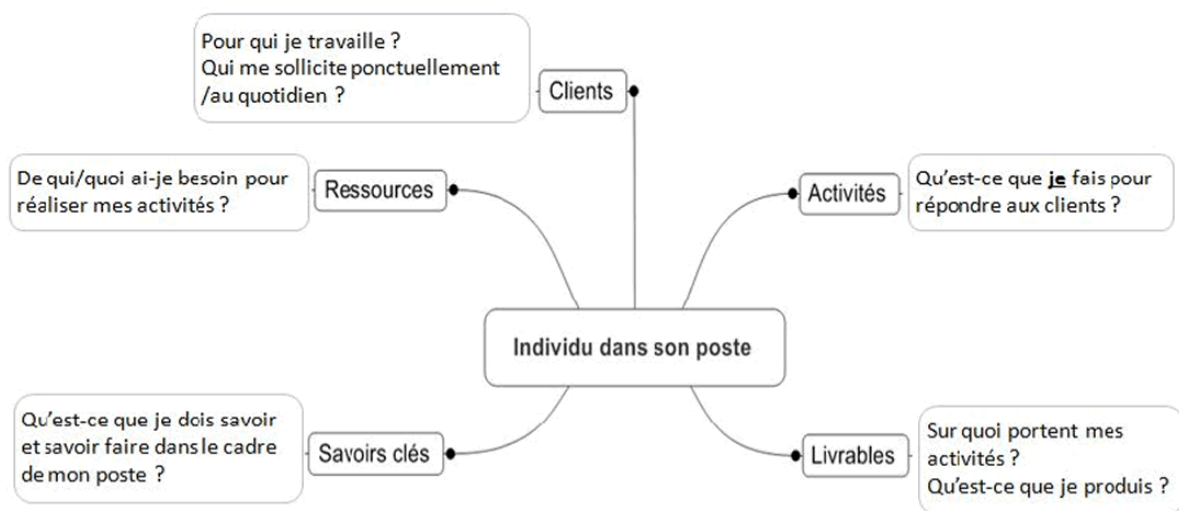 Pour qui je travaille ?
Qui me sollicite ponctuellement
/au quotidien ?
Clients
De qui/quoi ai-je besoin pour
réaliser mes activités ?
Ressources
Activités
Qu'est-ce que je fais pour
répondre aux clients ?
Individu dans son poste
Qu'est-ce que je dois savoir
et savoir faire dans le cadre
de mon poste ?
Savoirs clés
Livrables
Sur quoi portent mes
activités ?
Qu'est-ce que je produis ?